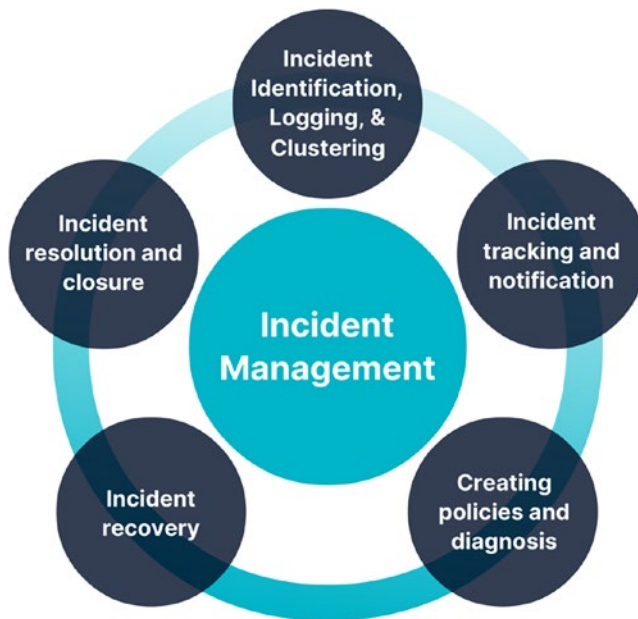 Incident
Identification,
Logging, &
Clustering
Incident
tracking and
notification
Creating
policies and
diagnosis
Incident
recovery
Incident
resolution and
closure
Incident
Management